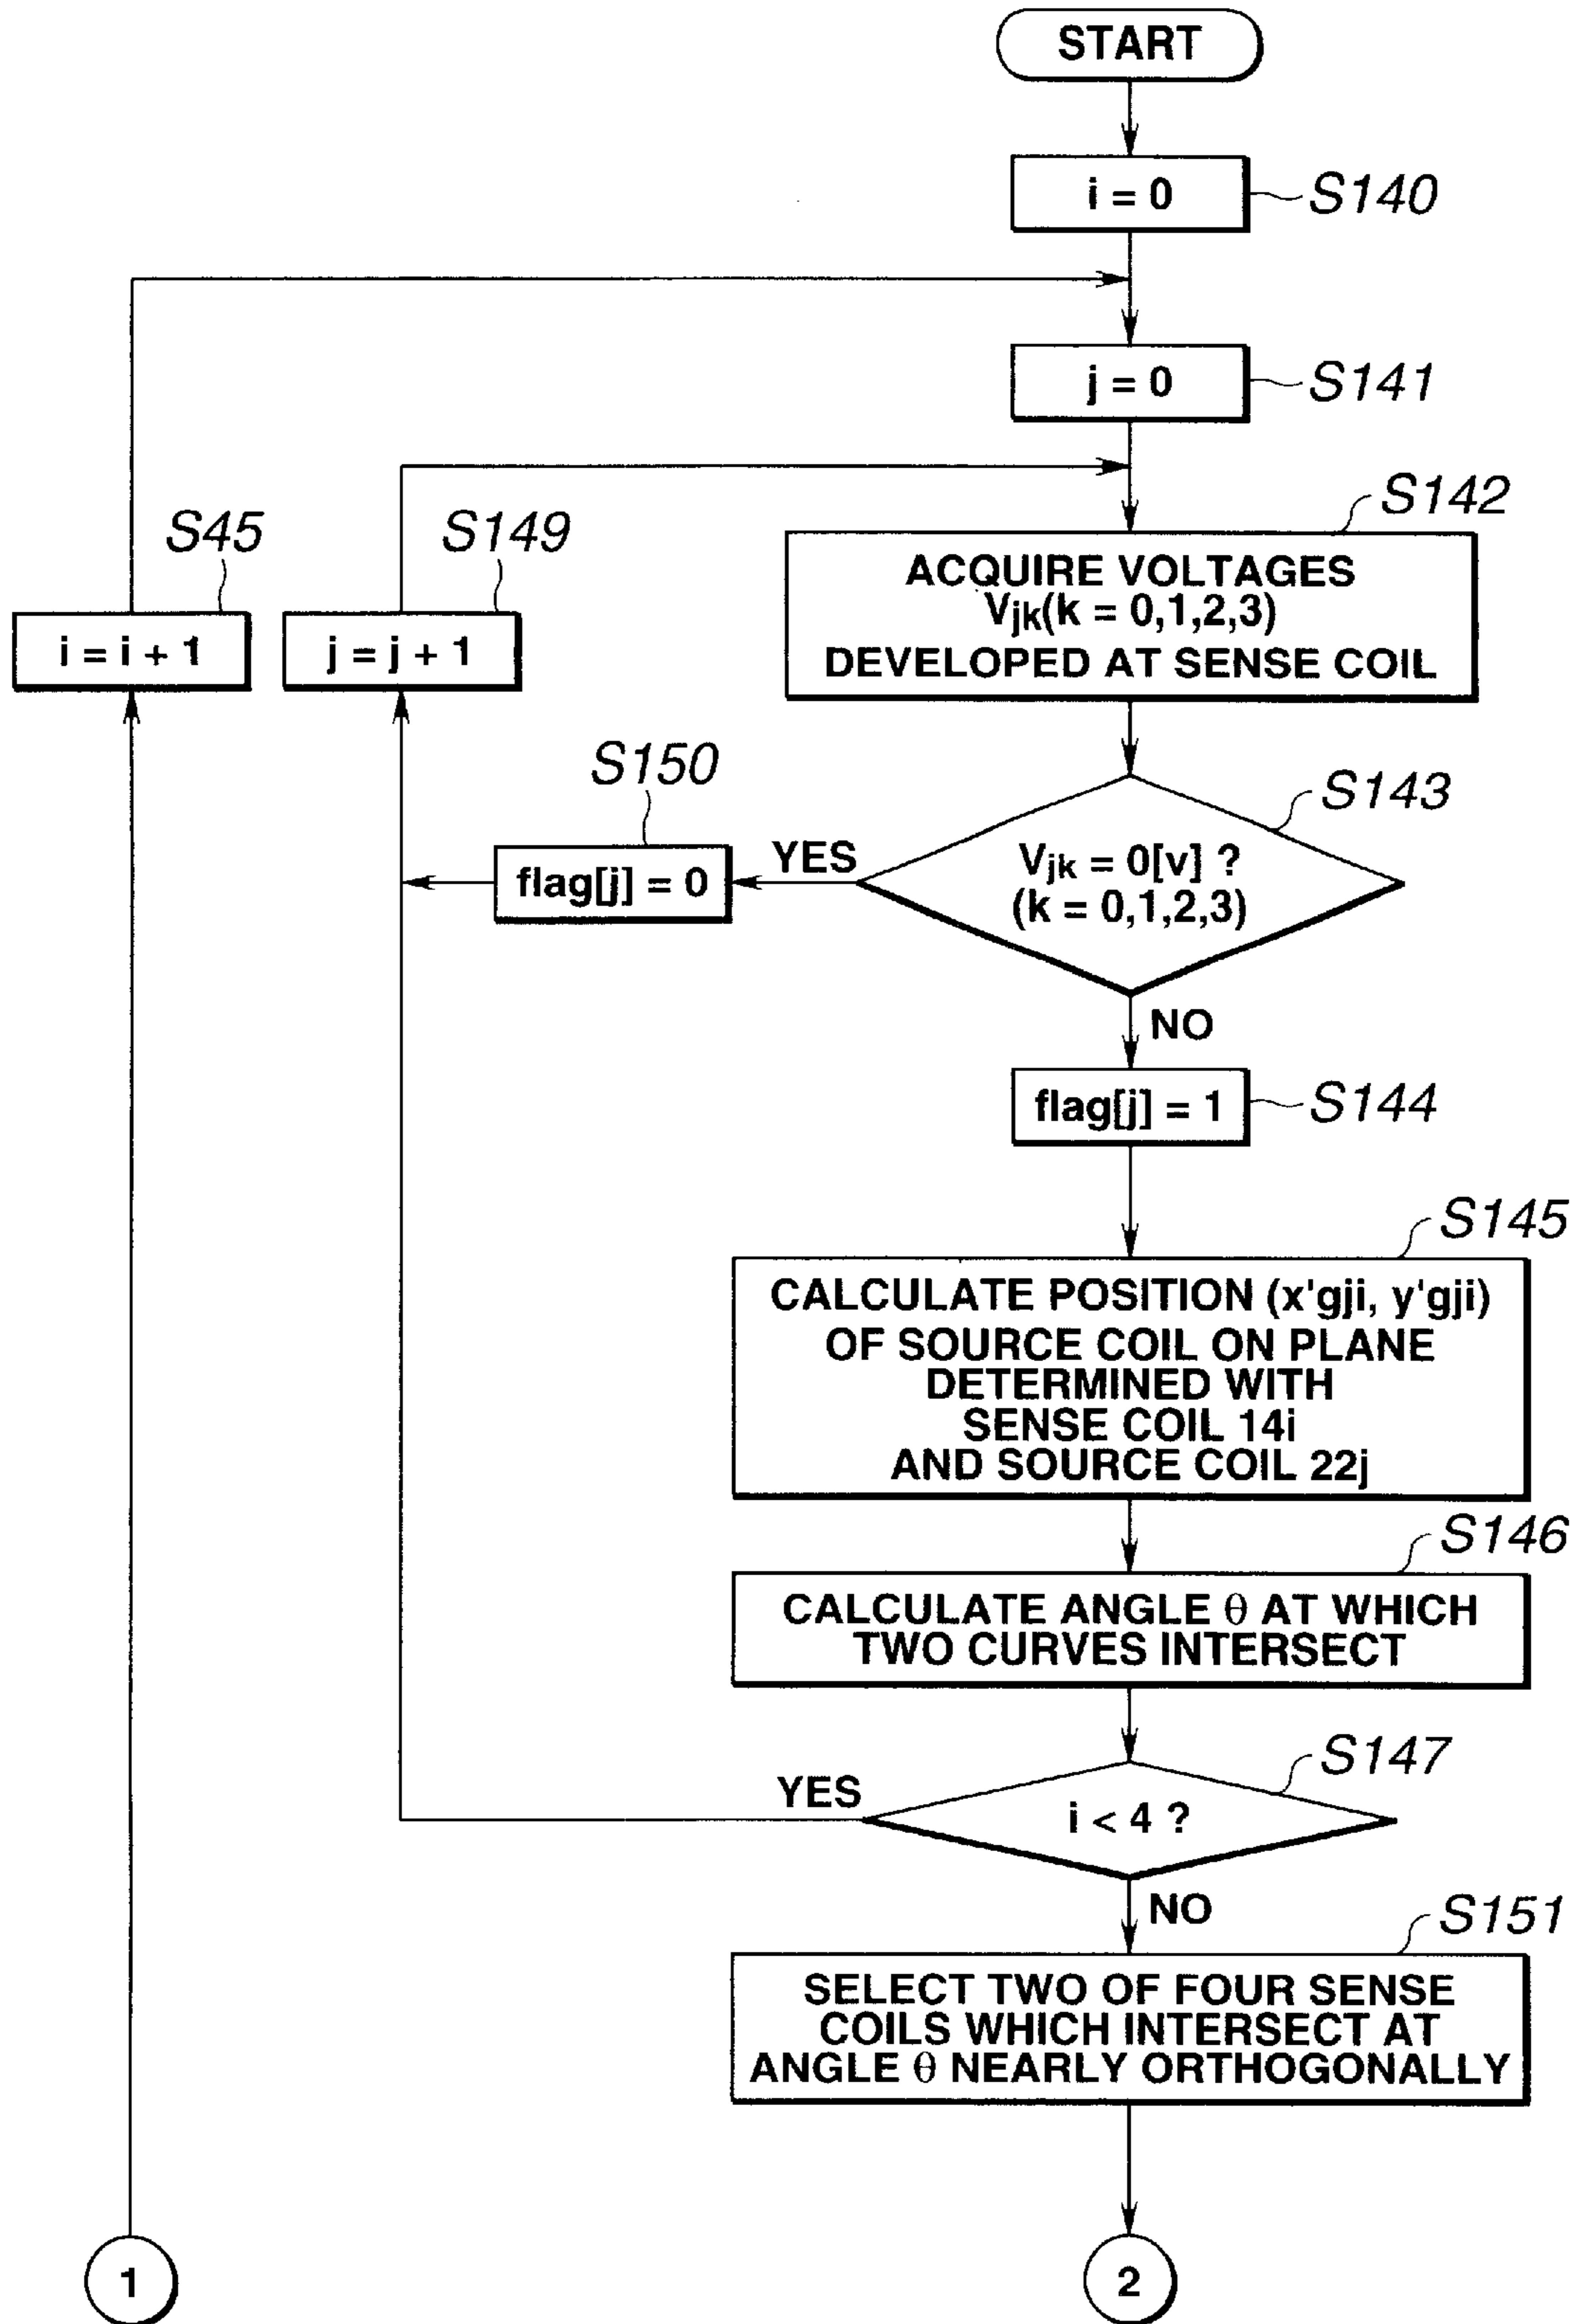 START
i = 0
S140
j = 0
S141
S142
ACQUIRE VOLTAGES
Vjk(k = 0,1,2,3)
DEVELOPED AT SENSE COIL
S45
i = i + 1
S149
j = j + 1
S143
Vjk = 0[v] ?
(k = 0,1,2,3)
YES
S150
flag[j] = 0
NO
flag[j] = 1
S144
S145
CALCULATE POSITION (x'gji, y'gji)
OF SOURCE COIL ON PLANE
DETERMINED WITH
SENSE COIL 14i
AND SOURCE COIL 22j
S146
CALCULATE ANGLE θ AT WHICH
TWO CURVES INTERSECT
S147
i < 4 ?
YES
NO
S151
SELECT TWO OF FOUR SENSE
COILS WHICH INTERSECT AT
ANGLE θ NEARLY ORTHOGONALLY
1
2